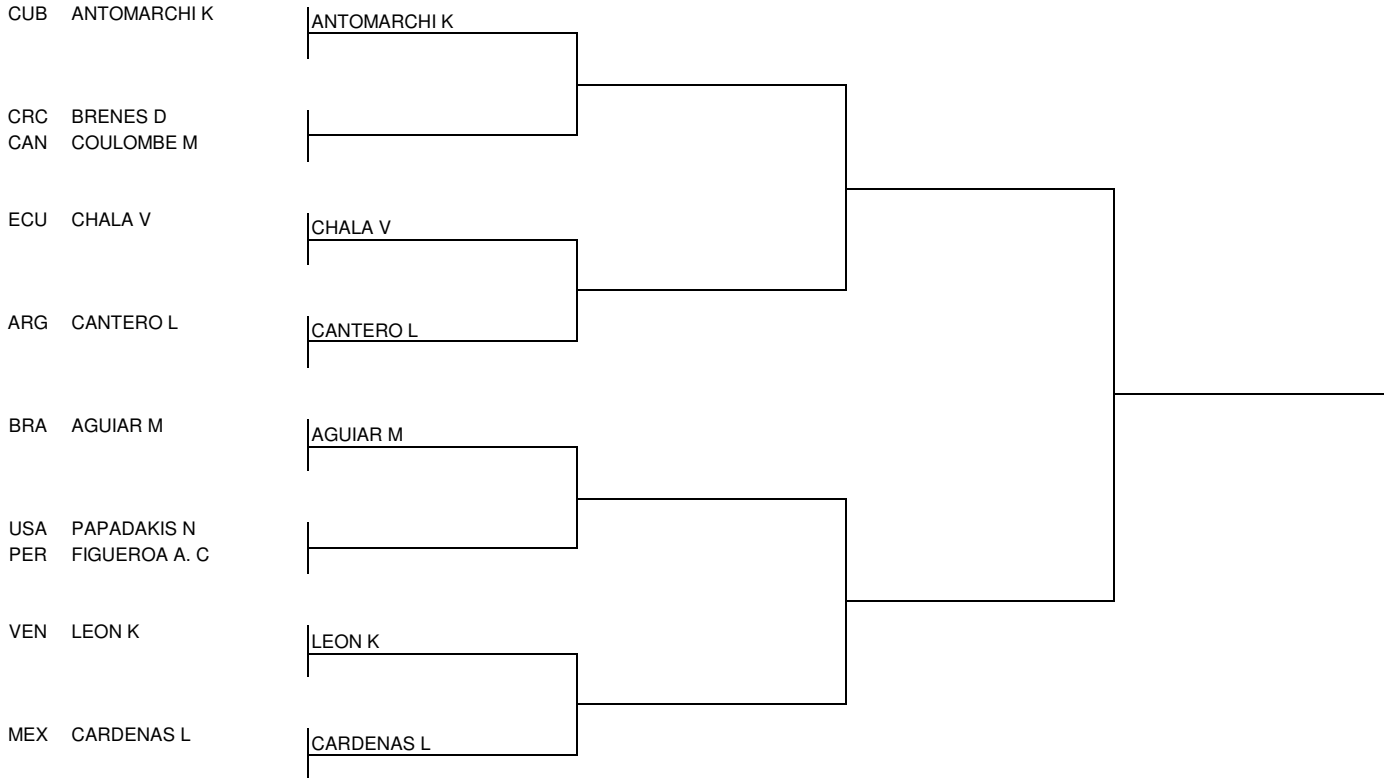 CUB ANTOMARCHI K
ANTOMARCHI K
CRC BRENES D
CAN COULOMBE M
ECU CHALA V
CHALA V
ARG CANTERO L
CANTERO L
BRA AGUIAR M
AGUIAR M
USA PAPADAKIS N
PER FIGUEROA A. C
VEN LEON K
LEON K
MEX CARDENAS L
CARDENAS L